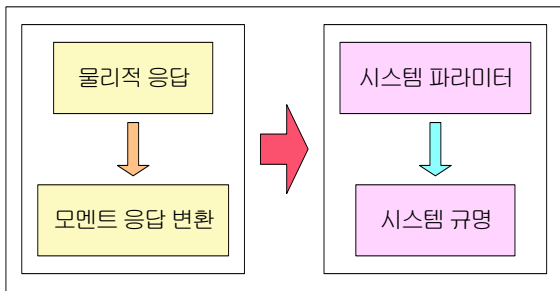 물리적 응답
모멘트 응답 변환
시스템 파라미터
시스템 규명